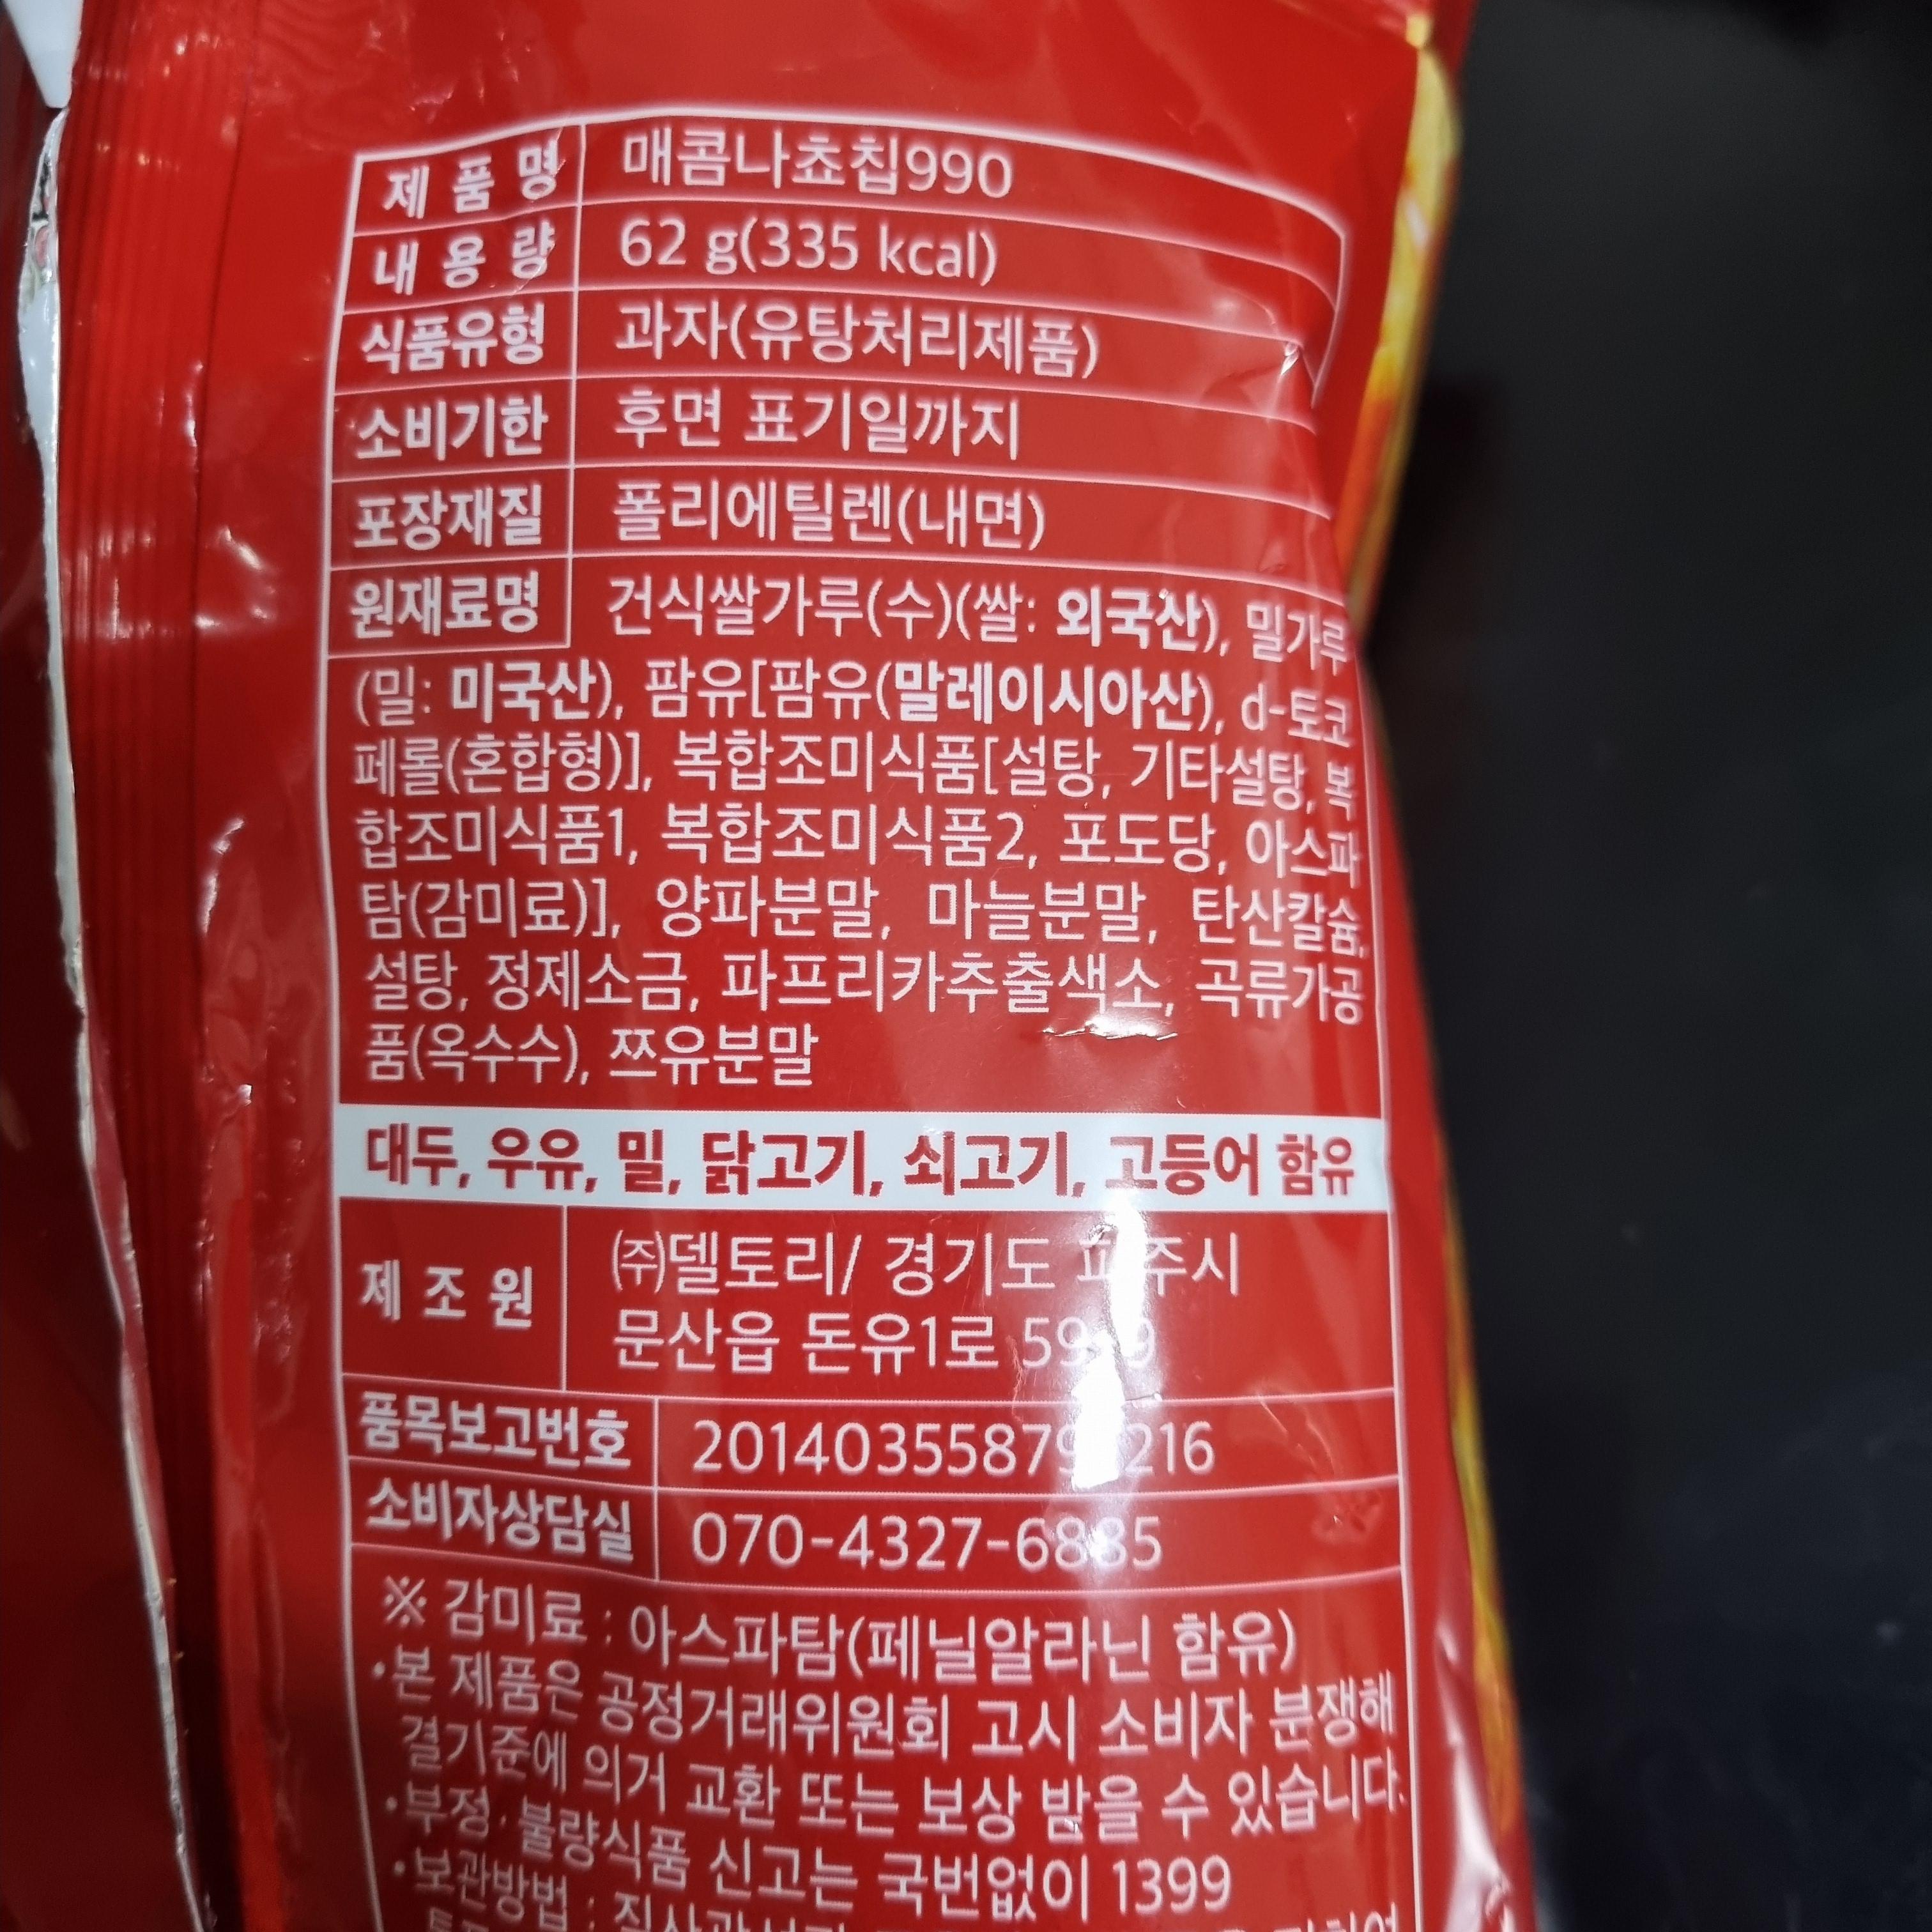 제 품 명 매콤나쵸칩990
내 용 량 62 g(335 kcal)
식품유형 과자(유탕처리제품)
소비기한 후면 표기일까지
포장재질 폴리에틸렌(내면)
원재료명 건식쌀가루(수)(쌀: 외국산), 밀가루
(밀: 미국산), 팜유[팜유(말레이시아산), d-토코
페롤(혼합형)], 복합조미식품[설탕, 기타설탕, 복
합조미식품1, 복합조미식품2, 포도당, 아스파
탐(감미료)], 양파분말, 마늘분말, 탄산칼슘,
설탕, 정제소금, 파프리카추출색소, 곡류가공
품(옥수수), 쯔유분말
대두, 우유, 밀, 닭고기, 쇠고기, 고등어 함유
제 조 원 ㈜델토리/ 경기도 파주시
문산읍 돈유1로
품목보고번호
소비자상담실 070-4327-6885
※ 감미료 : 아스파탐(페닐알라닌 함유)
•본 제품은 공정거래위원회 고시 소비자 분쟁해
결기준에 의거 교환 또는 보상 받을 수 있습니다.
•부정·불량식품 신고는 국번없이 1399
•보관방법 :